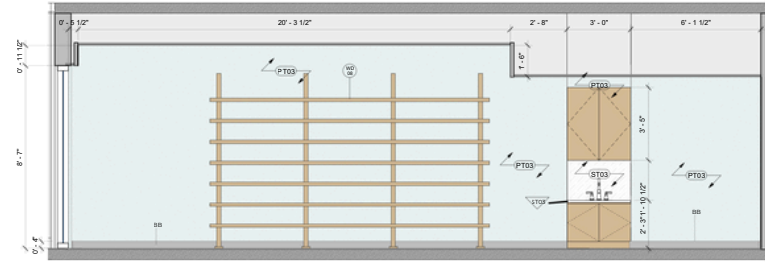 0' - 5 1/2"
20' - 3 1/2"
2' - 8"
3' - 0"
6' - 1 1/2"
0' - 11 1/2"
1' - 6"
PT03
WD
PT03
3' - 5"
8' - 7"
PT03
ST03
PT03
ST03
1' - 10 1/2"
2' - 3"
BB
BB
0' - 4"